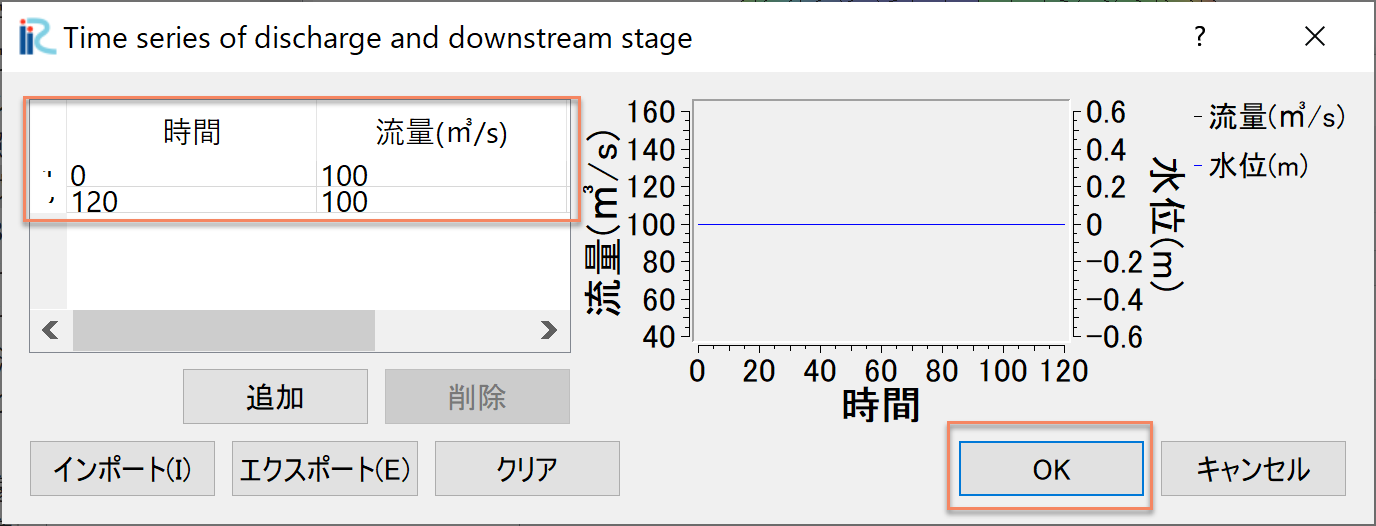 iRIC Time series of discharge and downstream stage ?
時間 流量(㎥/s)
0 100
120 100
追加 削除
インポート(I) エクスポート(E) クリア
流量(㎥/s)
160
140
120
100
80
60
40
0 20 40 60 80 100 120
時間
0.6
0.4
0.2
0
-0.2
-0.4
-0.6
水位(m)
流量(㎥/s)
水位(m)
OK キャンセル